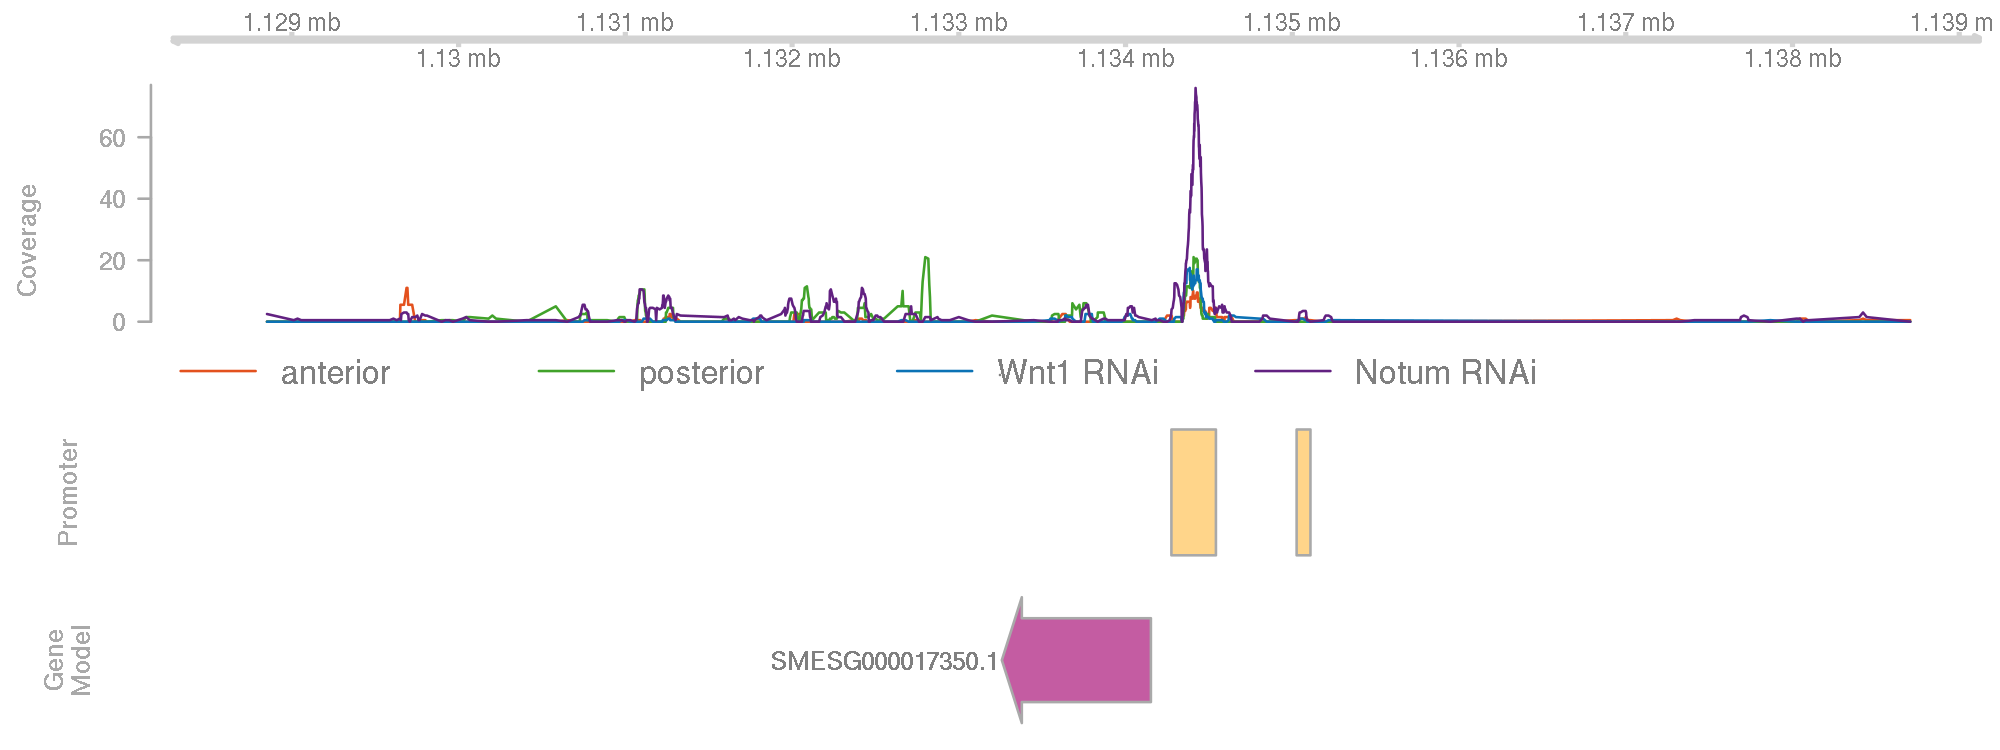 1.129 mb 1.131 mb 1.133 mb 1.135 mb 1.137 mb 1.139 m
1.13 mb 1.132 mb 1.134 mb 1.136 mb 1.138 mb
Coverage
60
40
20
0
anterior posterior Wnt1 RNAi Notum RNAi
Promoter
Gene
Model
SMESG000017350.1